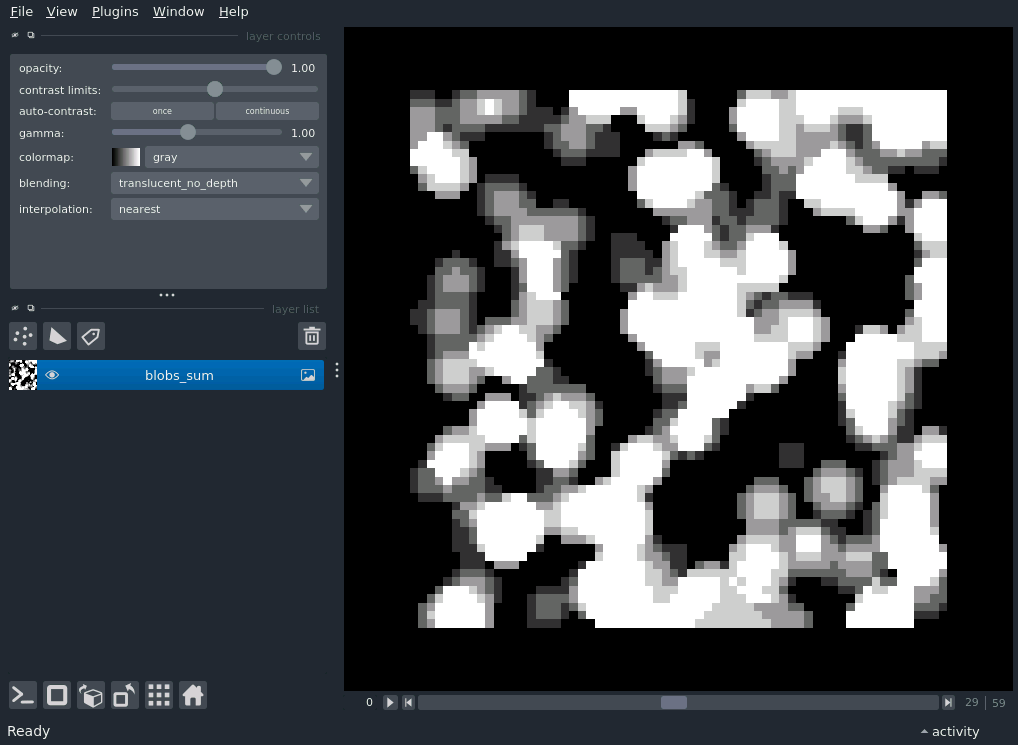 File View Plugins Window Help
layer controls
opacity: 1.00
contrast limits:
auto-contrast: once continuous
gamma: 1.00
colormap: gray
blending: translucent_no_depth
interpolation: nearest
layer list
blobs_sum
0 29 59
Ready activity